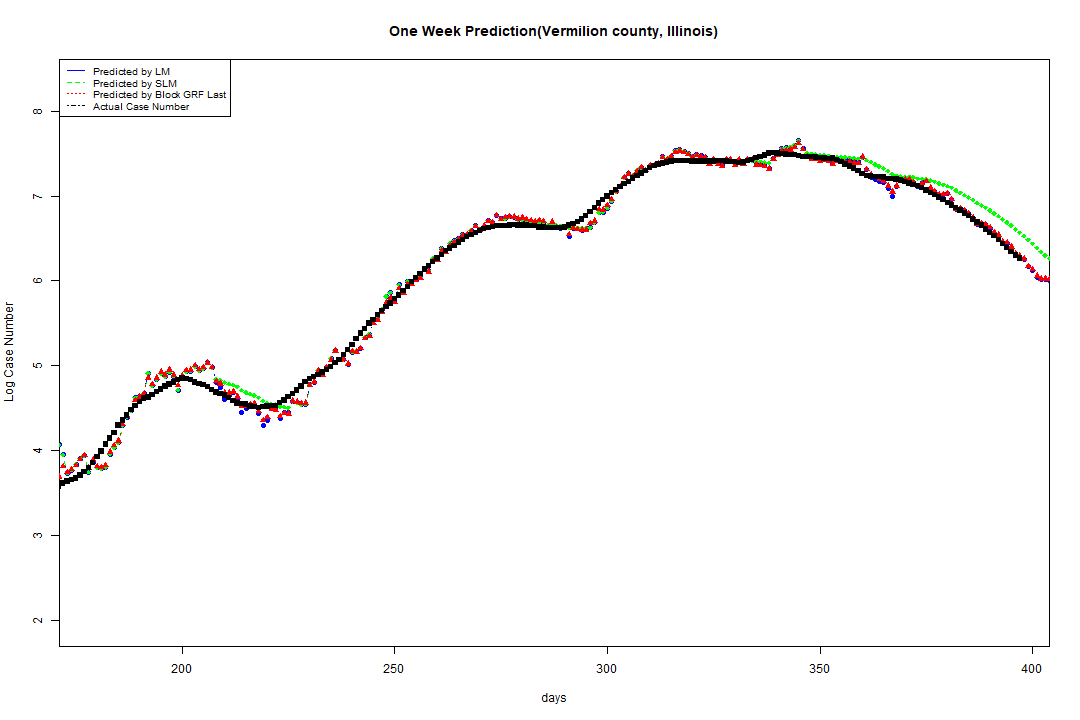 One Week Prediction(Vermilion county, Illinois)
Predicted by LM
Predicted by SLM
Predicted by Block GRF Last
Actual Case Number
8
7
6
5
4
3
2
Log Case Number
200 250 300 350 400
days